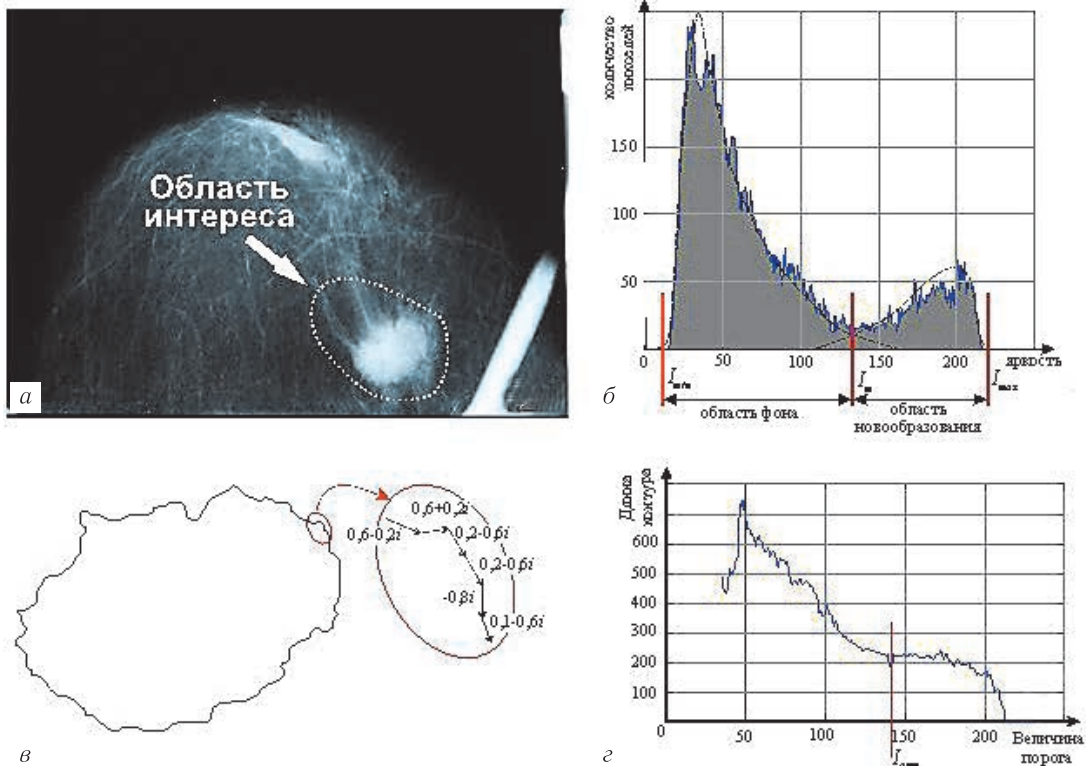 Область
интереса
а
количество
пикселей
150
100
50
0 50 100 150 200 яркость
I min I п I max
область фона
область
новообразования
б
0,6+0,2i
0,6-0,2i 0,2-0,6i
0,2-0,6i
-0,8i
0,1-0,6i
в
Длина
контура
600
500
400
300
200
100
0 50 100 150 200 Величина
порога
г